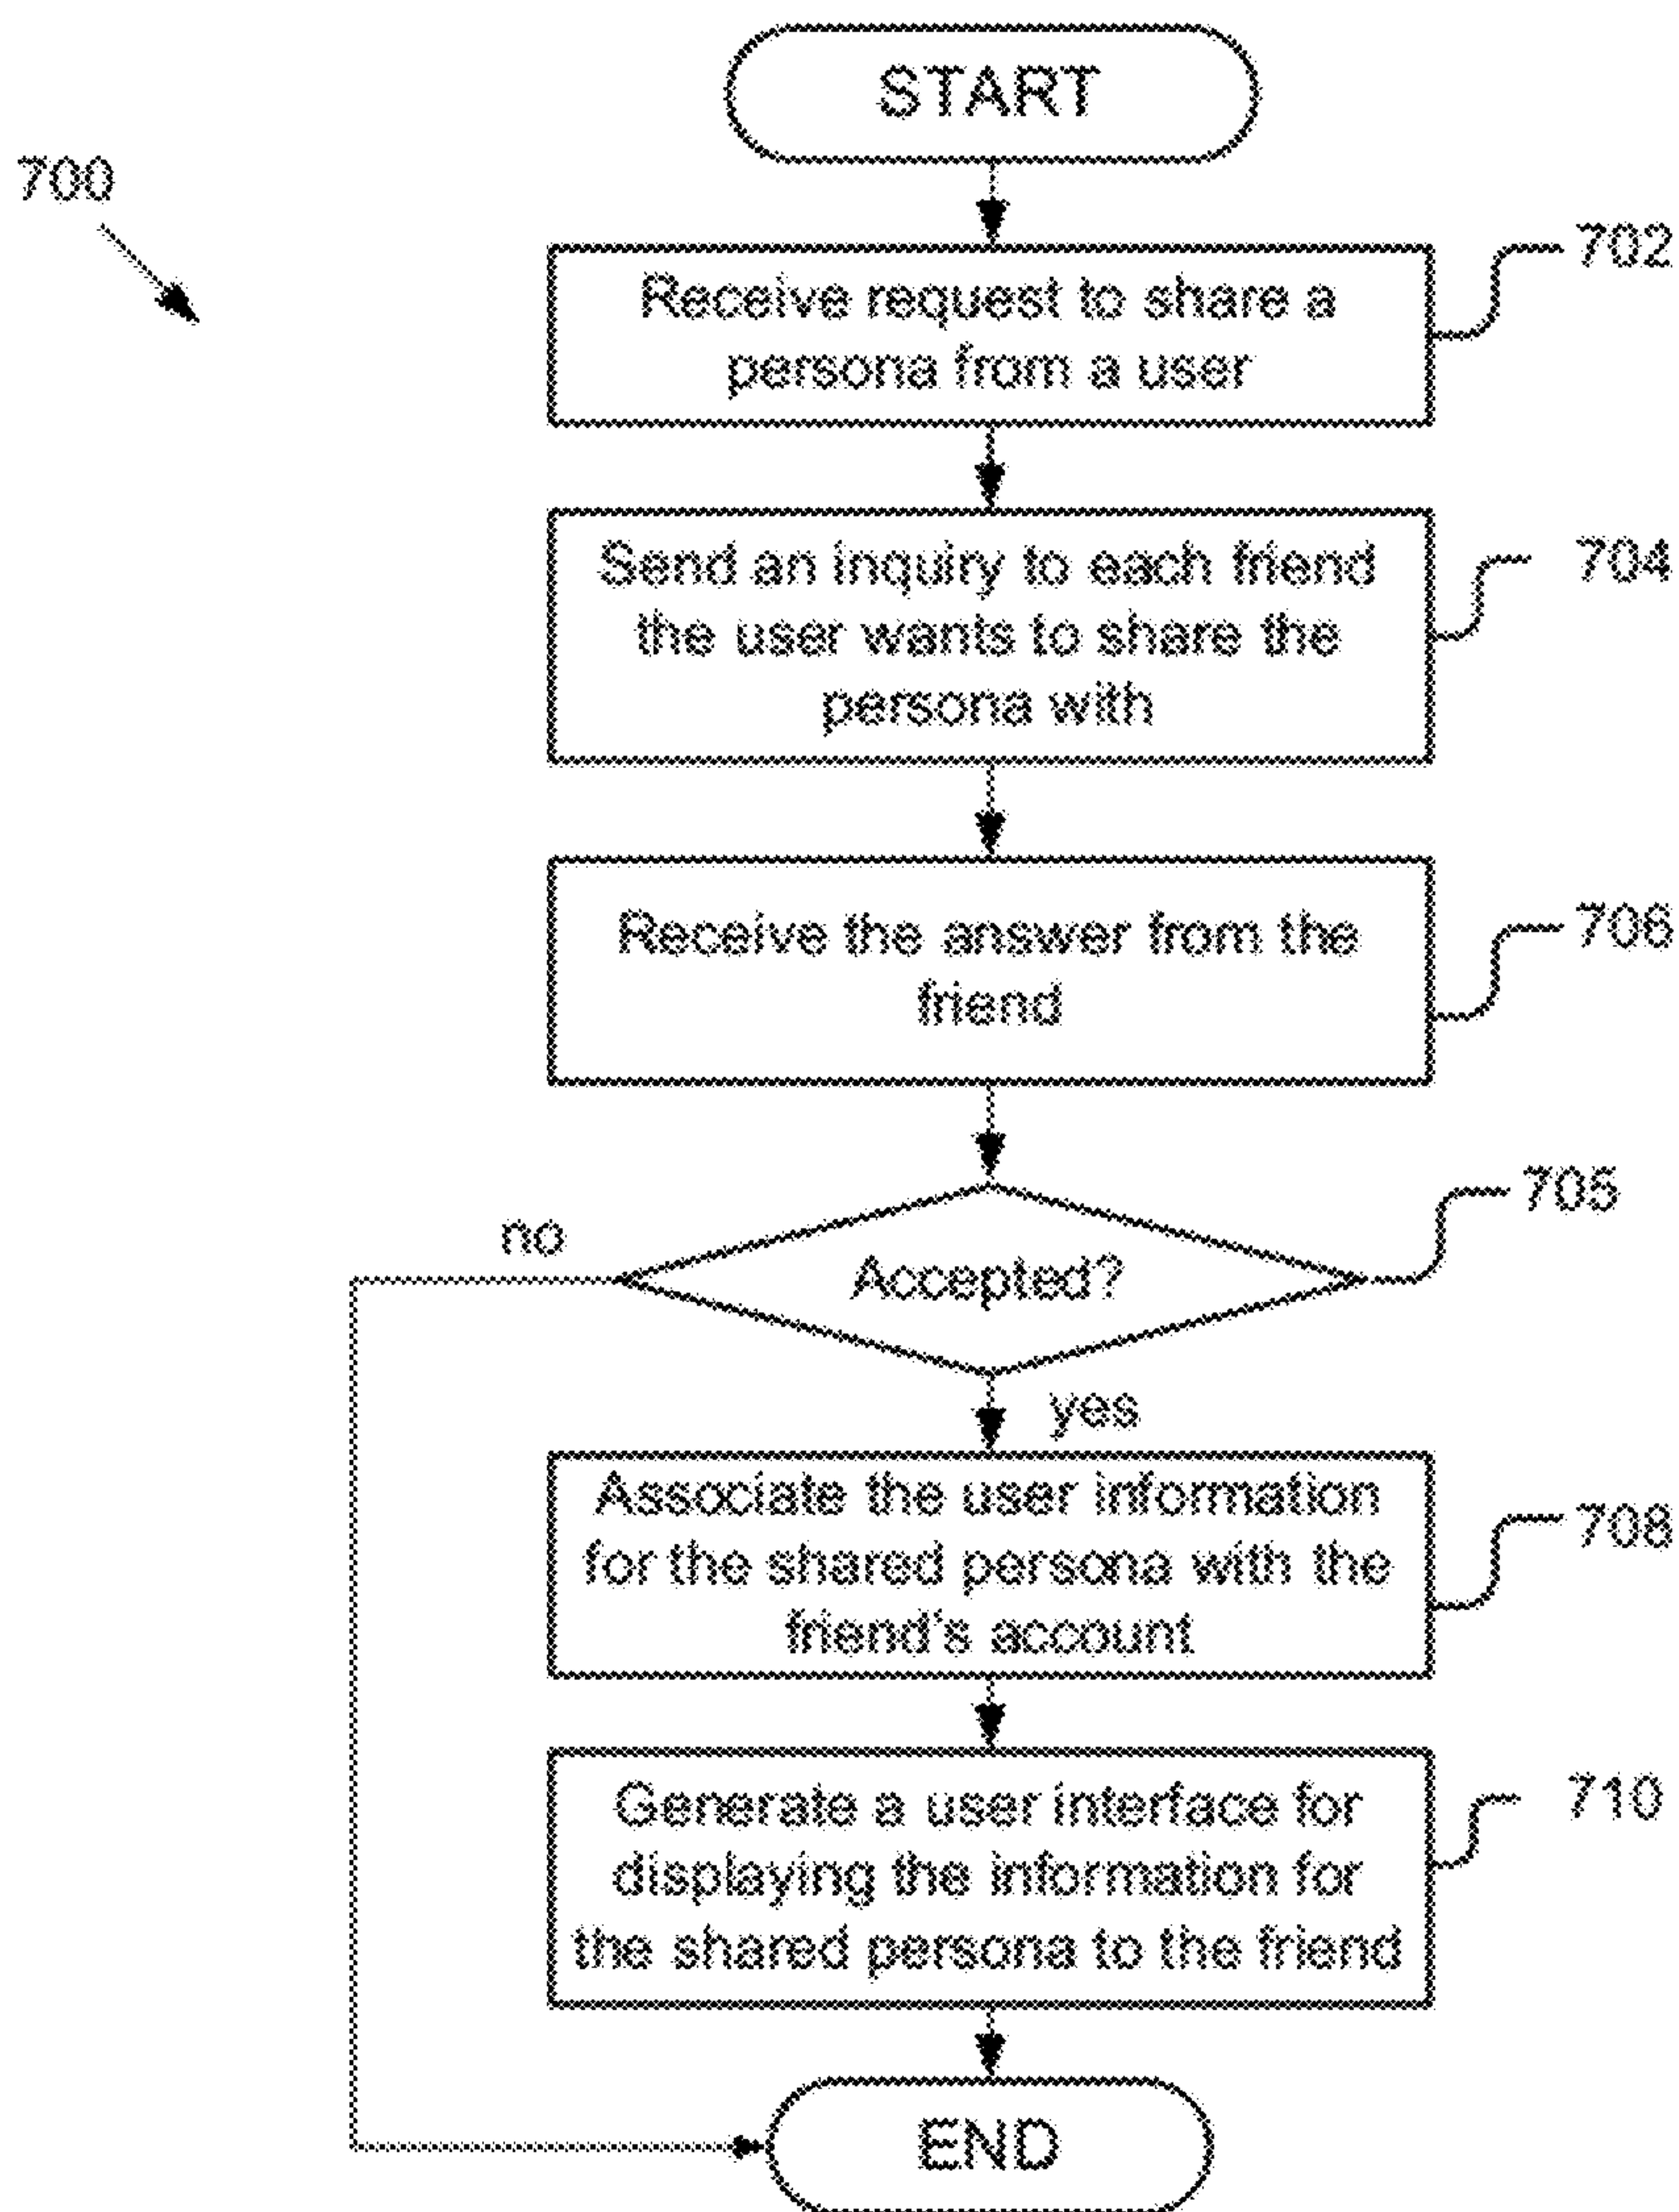 START
700
702
Receive request to share a
persona from a user
704
Send an inquiry to each friend
the user wants to share the
persona with
706
Receive the answer from the
friend
705
no
Accepted?
yes
Associate the user information
for the shared persona with the
friend's account
708
Generate a user interface for
displaying the information for
the shared persona to the friend
710
END